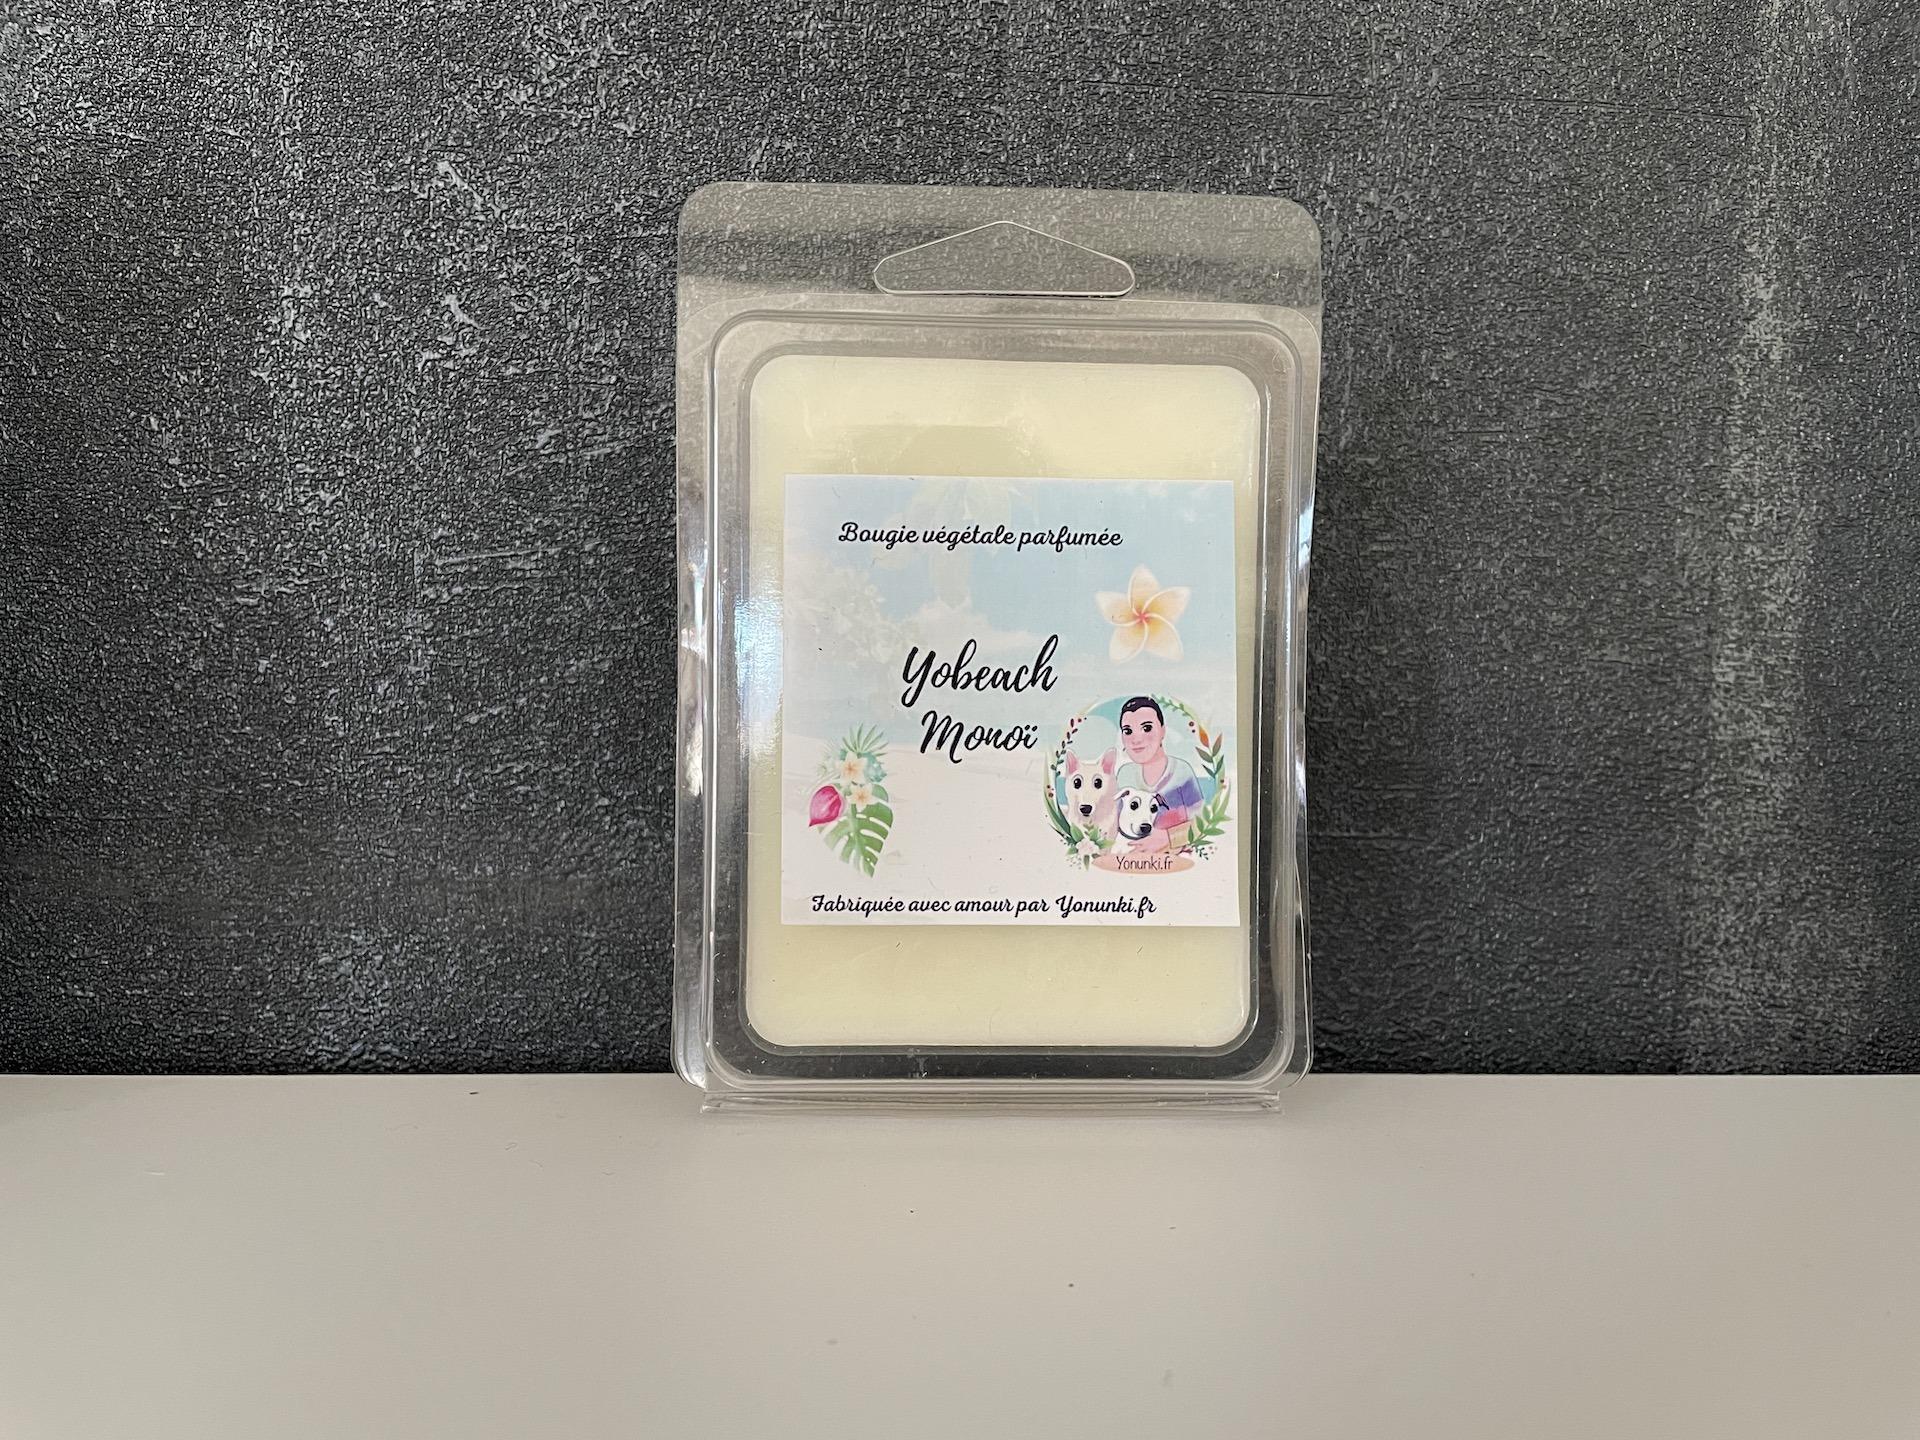 Bougie végétale parfumée
Yobeach
Monoï
Yonunki.fr
Fabriquée avec amour par Yonunki.fr